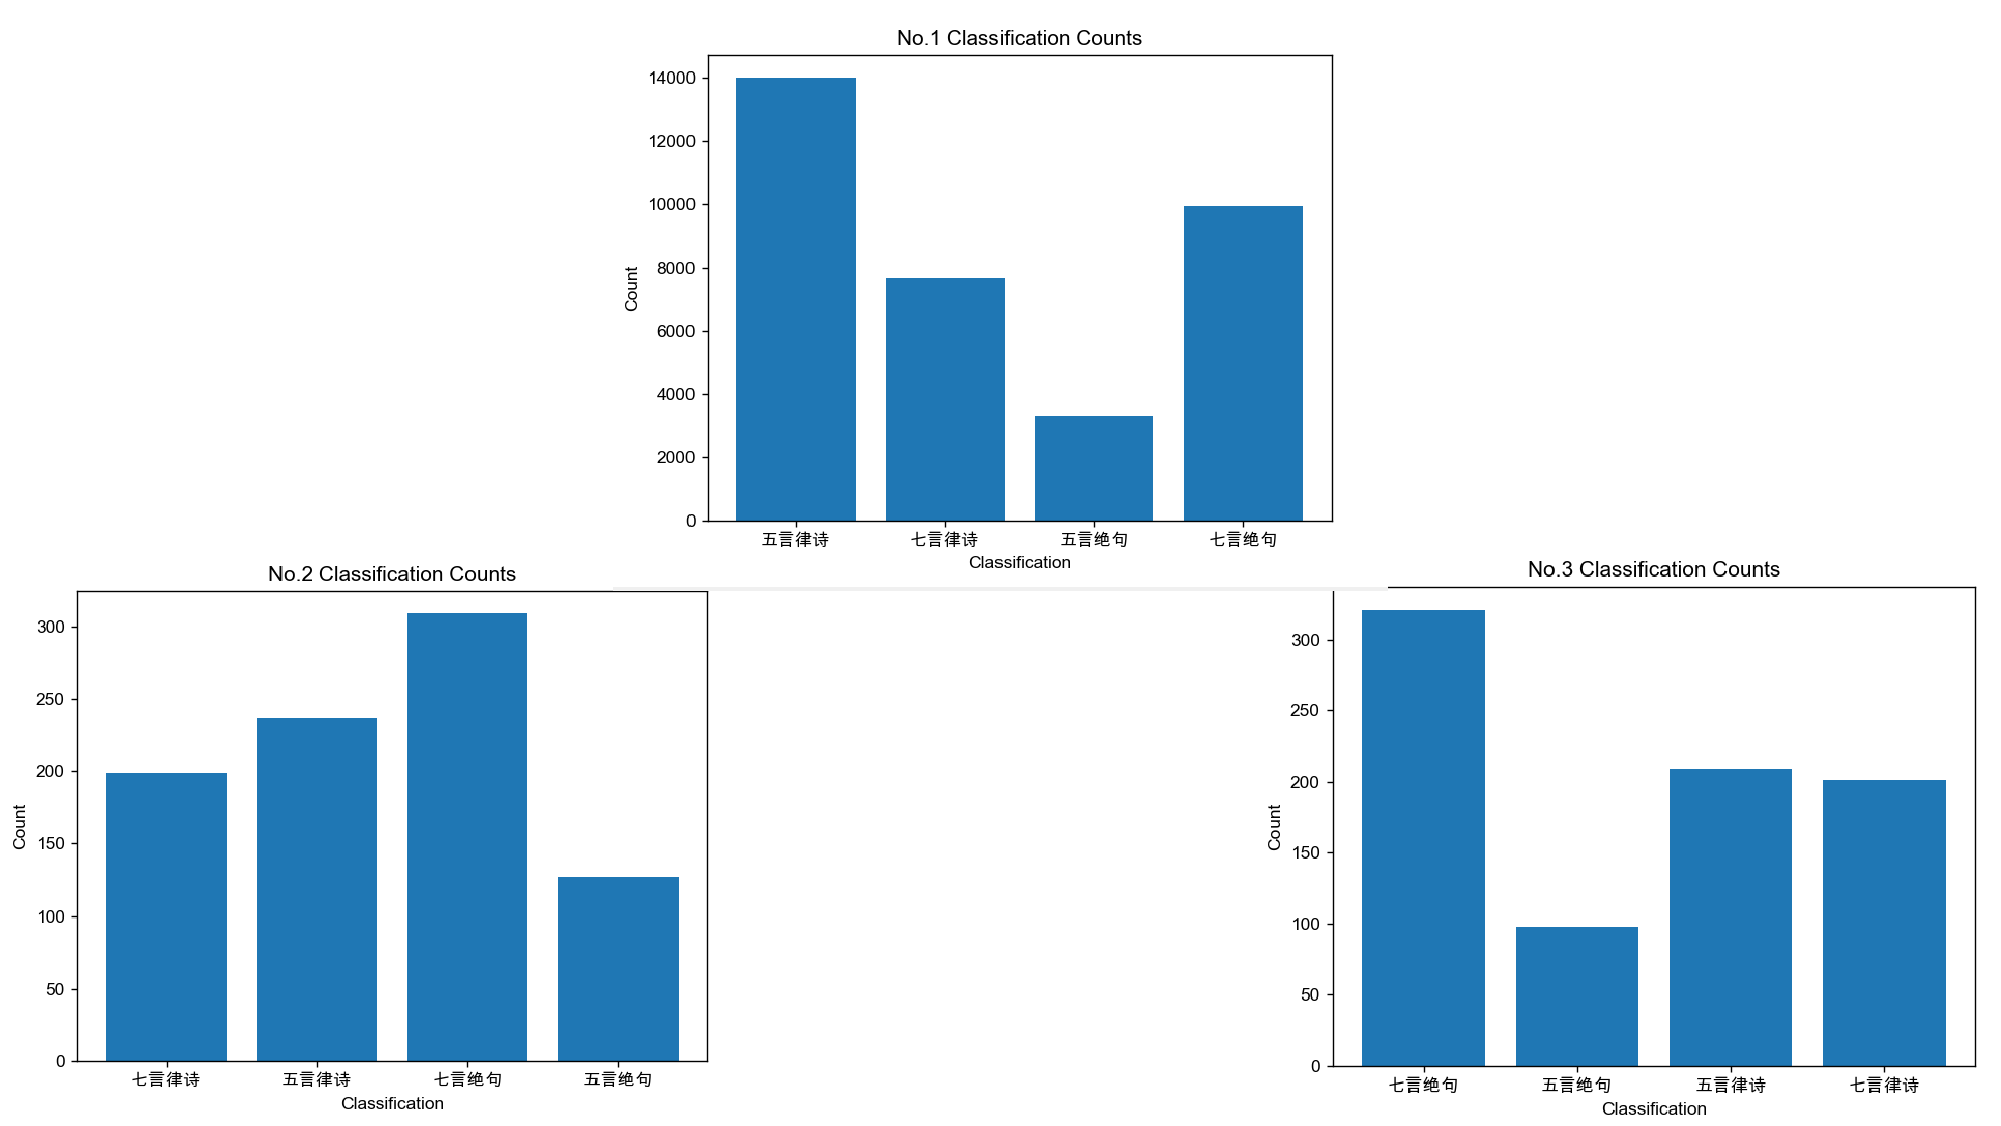 No.1 Classification Counts
14000
12000
10000
8000
6000
4000
2000
0
Count
五言律诗 七言律诗 五言绝句 七言绝句
Classification
No.2 Classification Counts
300
250
200
150
100
50
0
Count
七言律诗 五言律诗 七言绝句 五言绝句
Classification
No.3 Classification Counts
300
250
200
150
100
50
0
Count
七言绝句 五言绝句 五言律诗 七言律诗
Classification